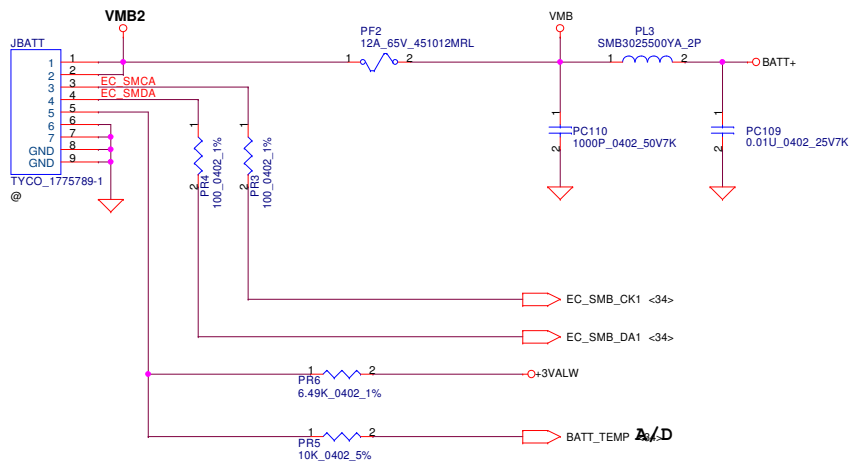 VMB2
JBATT
1
2
3
4
5
6
7
GND
GND
1
2
3
4
5
6
7
8
9
EC_SMCA
EC_SMDA
TYCO_1775789-1
@
PF2
12A_65V_451012MRL
1
2
VMB
PL3
SMB3025500YA_2P
1
2
BATT+
1
2
PC110
1000P_0402_50V7K
1
2
PC109
0.01U_0402_25V7K
1
2
PR4
100_0402_1%
1
2
PR3
100_0402_1%
EC_SMB_CK1 <34>
EC_SMB_DA1 <34>
1
2
PR6
6.49K_0402_1%
+3VALW
1
2
PR5
10K_0402_5%
BATT_TEMP
A/D